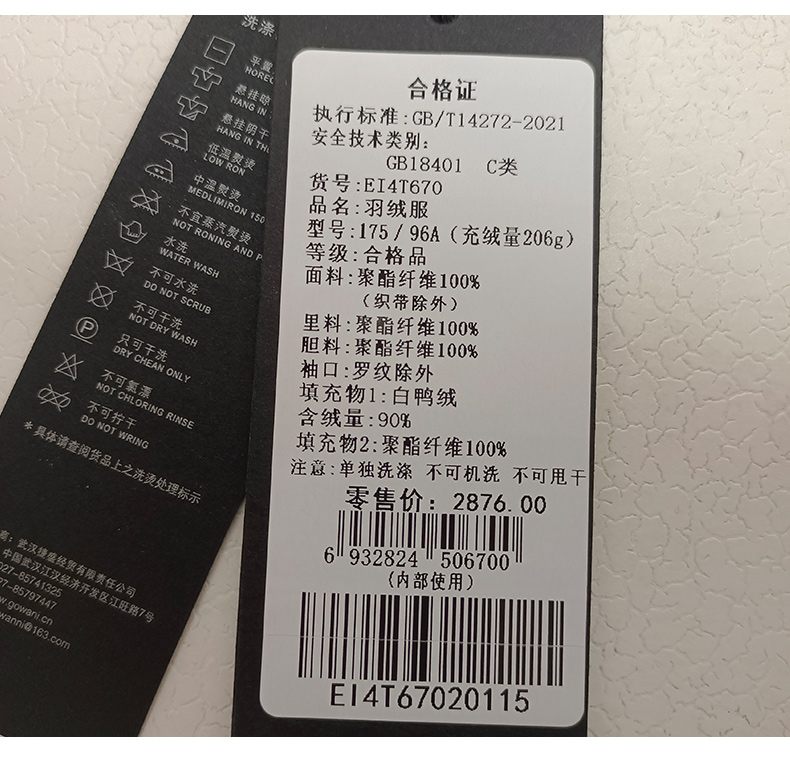 洗涤
平置
HOREC
悬挂晾
HANG IN
悬挂阴干
HANG IN TH
低温熨烫
LOW RON
中温熨烫
MEDLIMIRON 150
不宜蒸汽熨烫
NOT RONING AND P
水洗
WATER WASH
不可水洗
DO NOT SCRUB
不可干洗
NOT DRY WASH
只可干洗
DRY CHEAN ONLY
不可氯漂
NOT CHLORING RINSE
不可拧干
DO NOT WRING
*具体请查阅货品上之洗烫处理标示
号：武汉臻盛经贸有限责任公司
中国武汉江汉经济开发区江旺路7号
027-85741325
27-85797447
w.gowani.cn
wanni@163.com
合格证
执行标准:GB/T14272-2021
安全技术类别:
GB18401 C类
货号:EI4T670
品名:羽绒服
型号:175/96A(充绒量206g)
等级:合格品
面料:聚酯纤维100%
(织带除外)
里料:聚酯纤维100%
胆料:聚酯纤维100%
袖口:罗纹除外
填充物1:白鸭绒
含绒量:90%
填充物2:聚酯纤维100%
注意:单独洗涤 不可机洗 不可甩干
零售价: 2876.00
6 932824 506700
(内部使用)
EI4T67020115